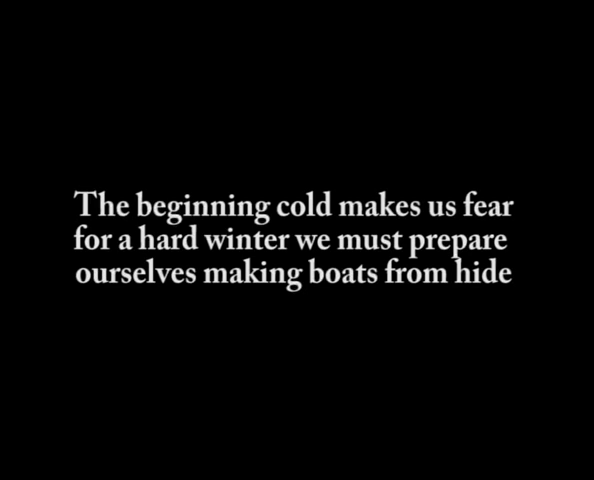 The beginning cold makes us fear
for a hard winter we must prepare
ourselves making boats from hide